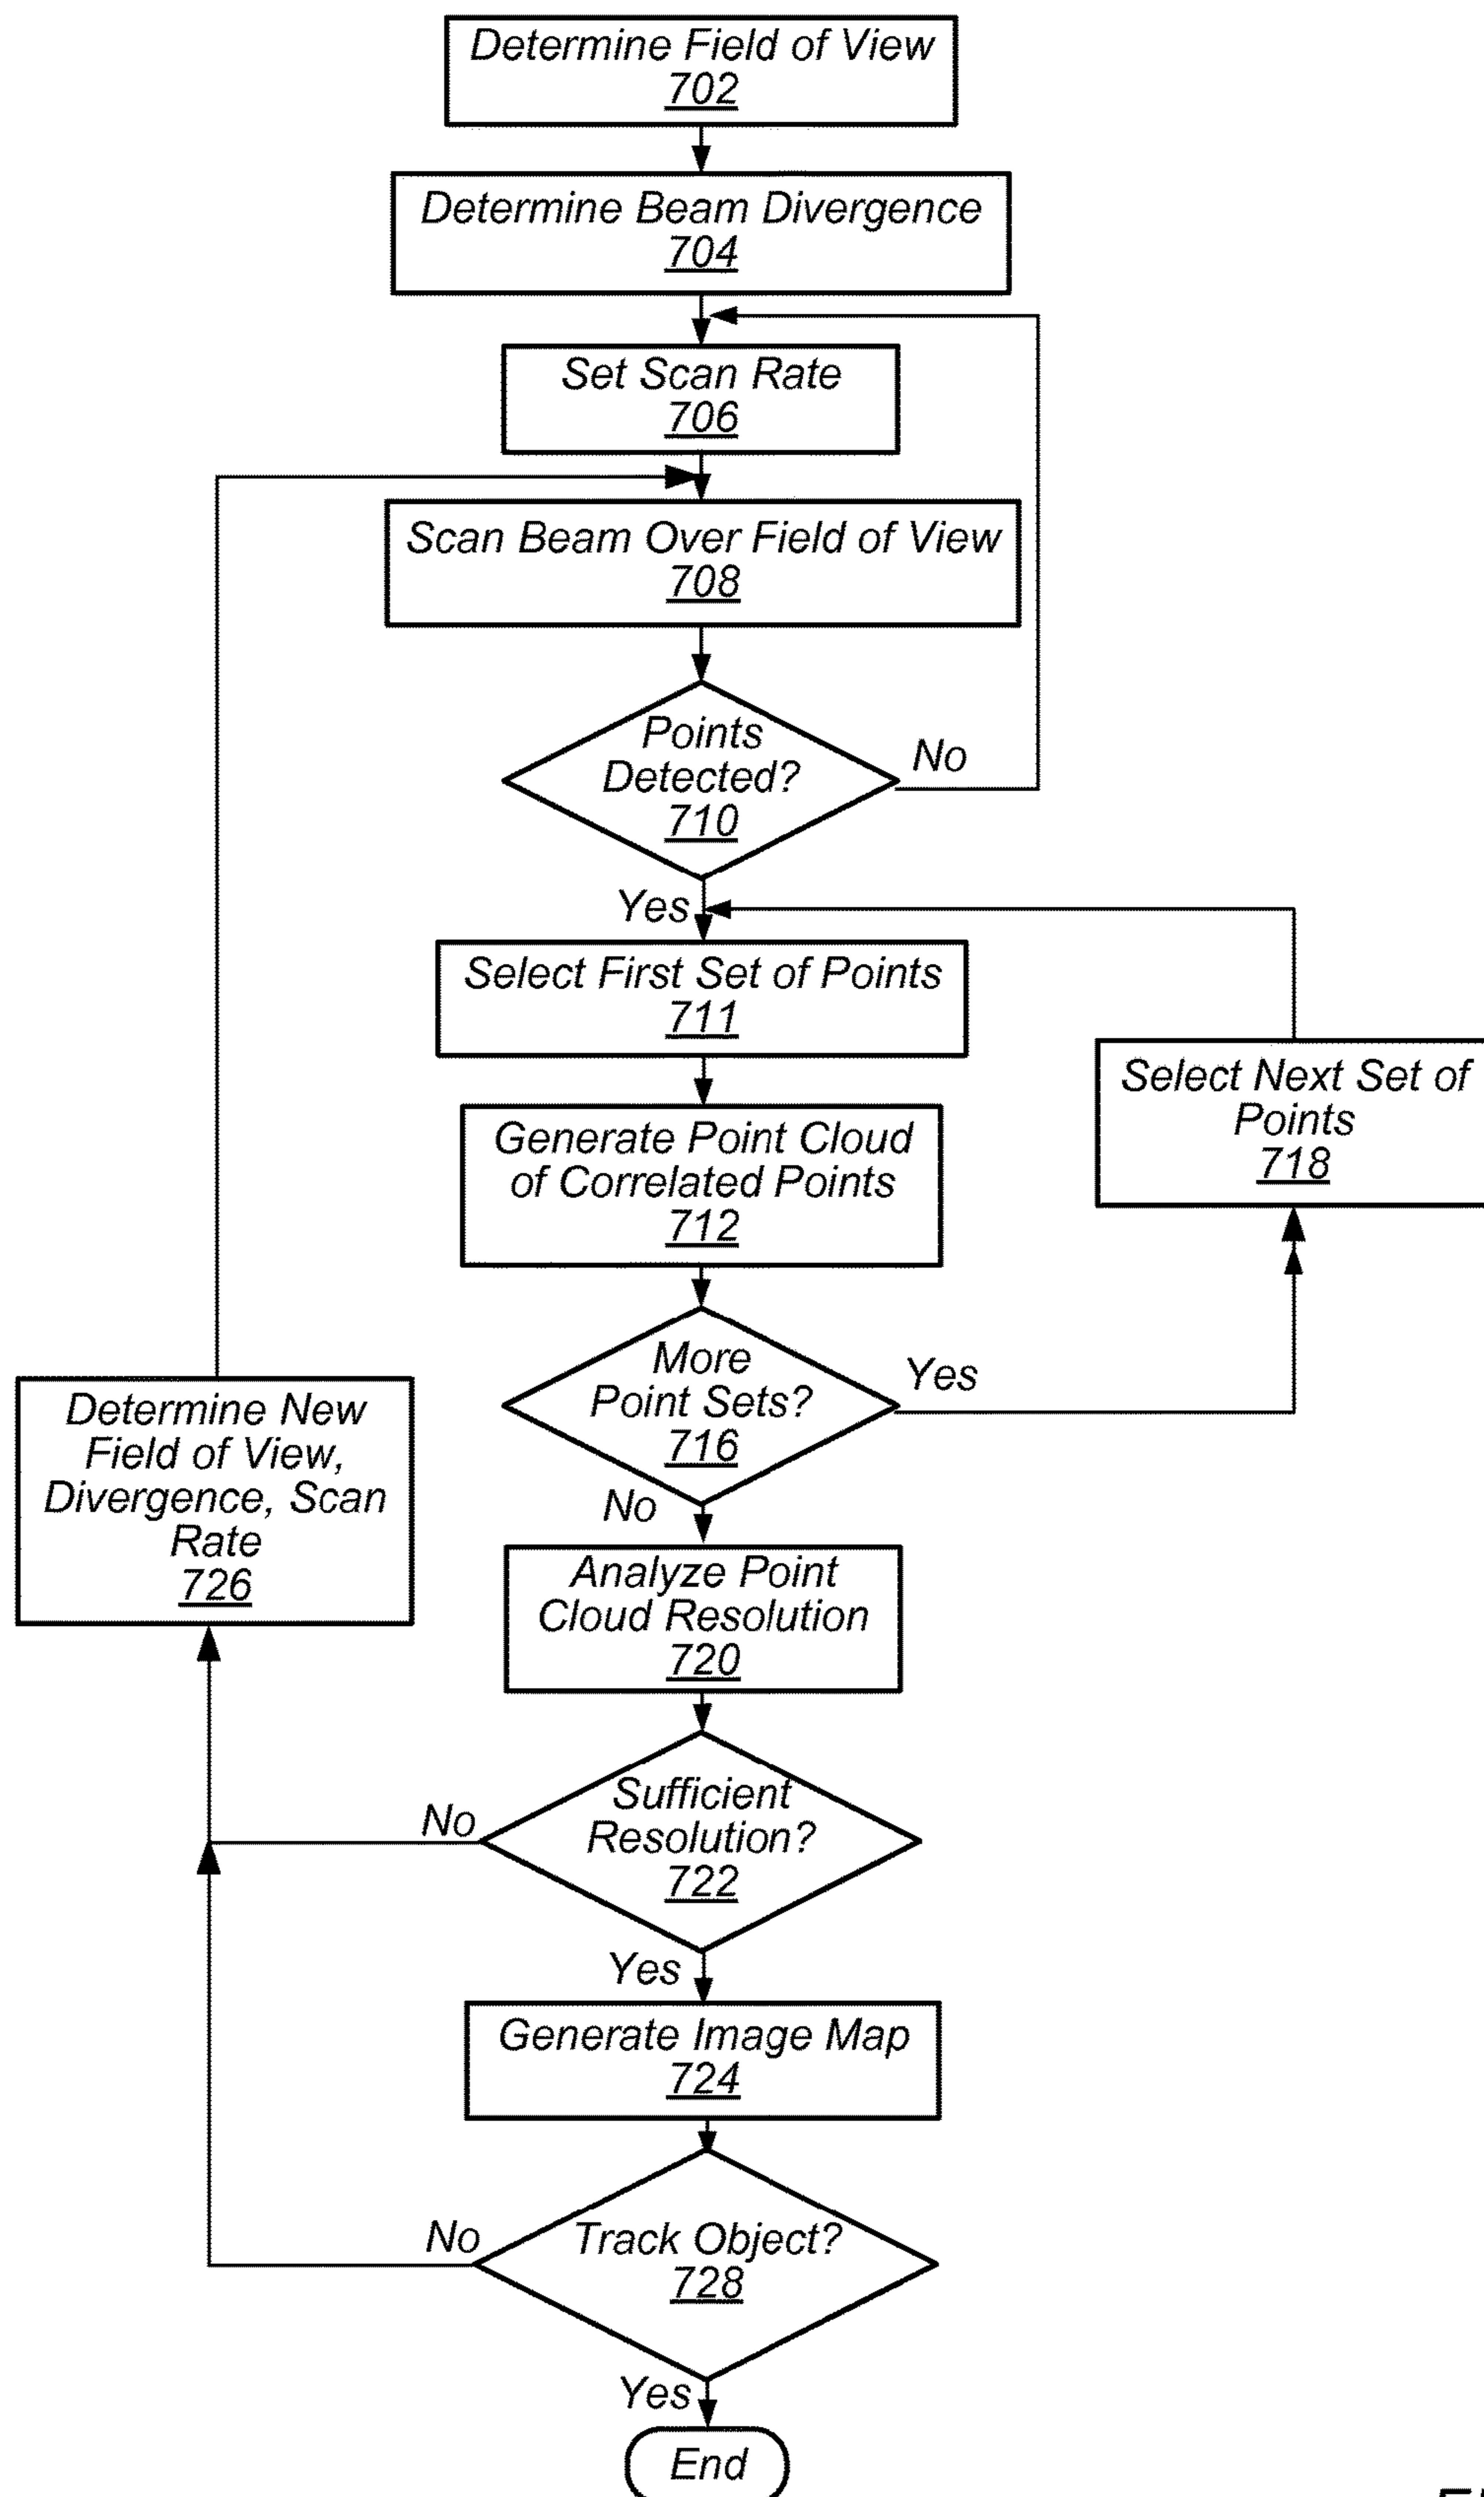 Determine Field of View
702
Determine Beam Divergence
704
Set Scan Rate
706
Scan Beam Over Field of View
708
Points
Detected?
710
No
Yes
Select First Set of Points
711
Select Next Set of
Points
718
Generate Point Cloud
of Correlated Points
712
More
Point Sets?
716
Yes
No
Determine New
Field of View,
Divergence, Scan
Rate
726
Analyze Point
Cloud Resolution
720
Sufficient
Resolution?
722
No
Yes
Generate Image Map
724
Track Object?
728
No
Yes
End